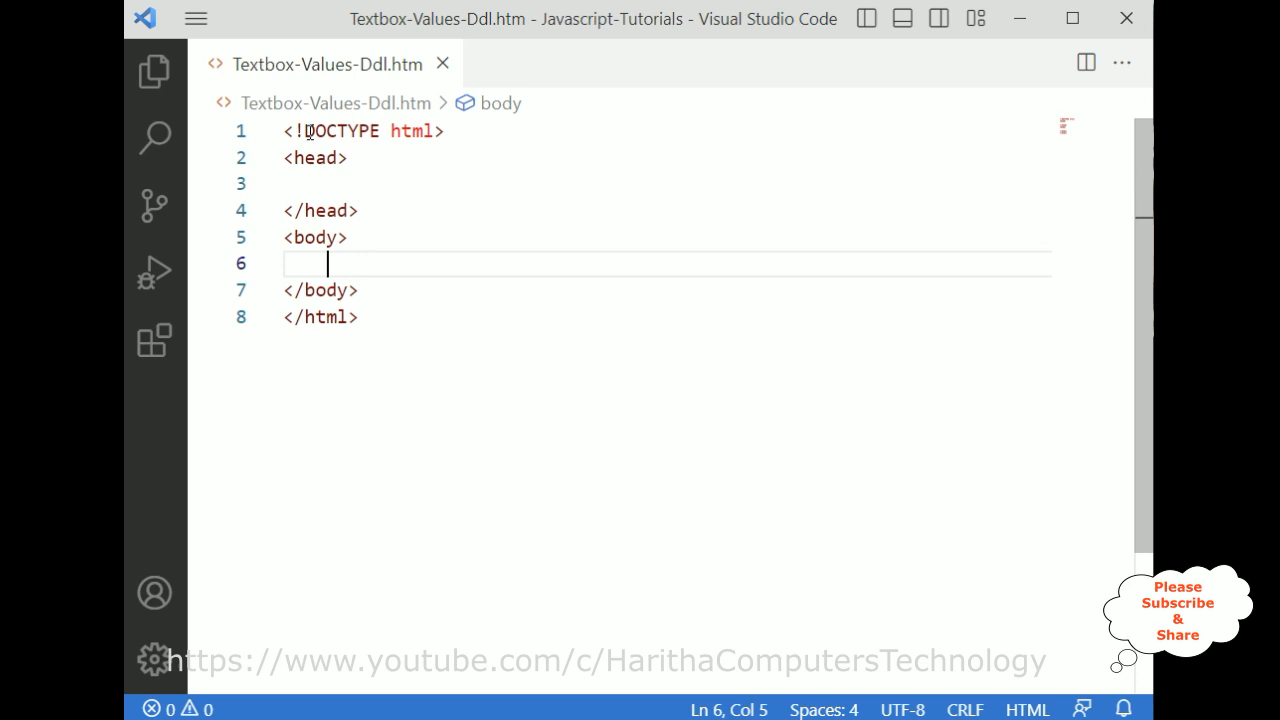 Textbox-Values-Ddl.htm - Javascript-Tutorials - Visual Studio Code
Textbox-Values-Ddl.htm
Textbox-Values-Ddl.htm > body
1 <!DOCTYPE html>
2 <head>
3
4 </head>
5 <body>
6
7 </body>
8 </html>
Please
Subscribe
&
Share
https://www.youtube.com/c/HarithaComputersTechnology
0 0 Ln 6, Col 5 Spaces: 4 UTF-8 CRLF HTML